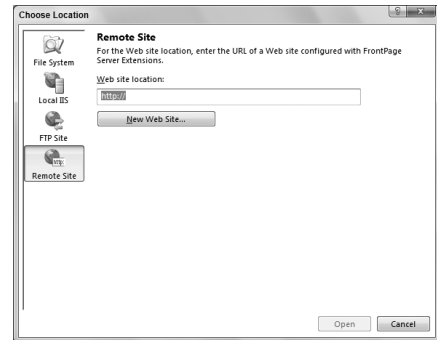 Choose Location
Remote Site
For the Web site location, enter the URL of a Web site configured with FrontPage
Server Extensions.
Web site location:
http://
New Web Site...
File System
Local IIS
FTP Site
http:
Remote Site
Open
Cancel